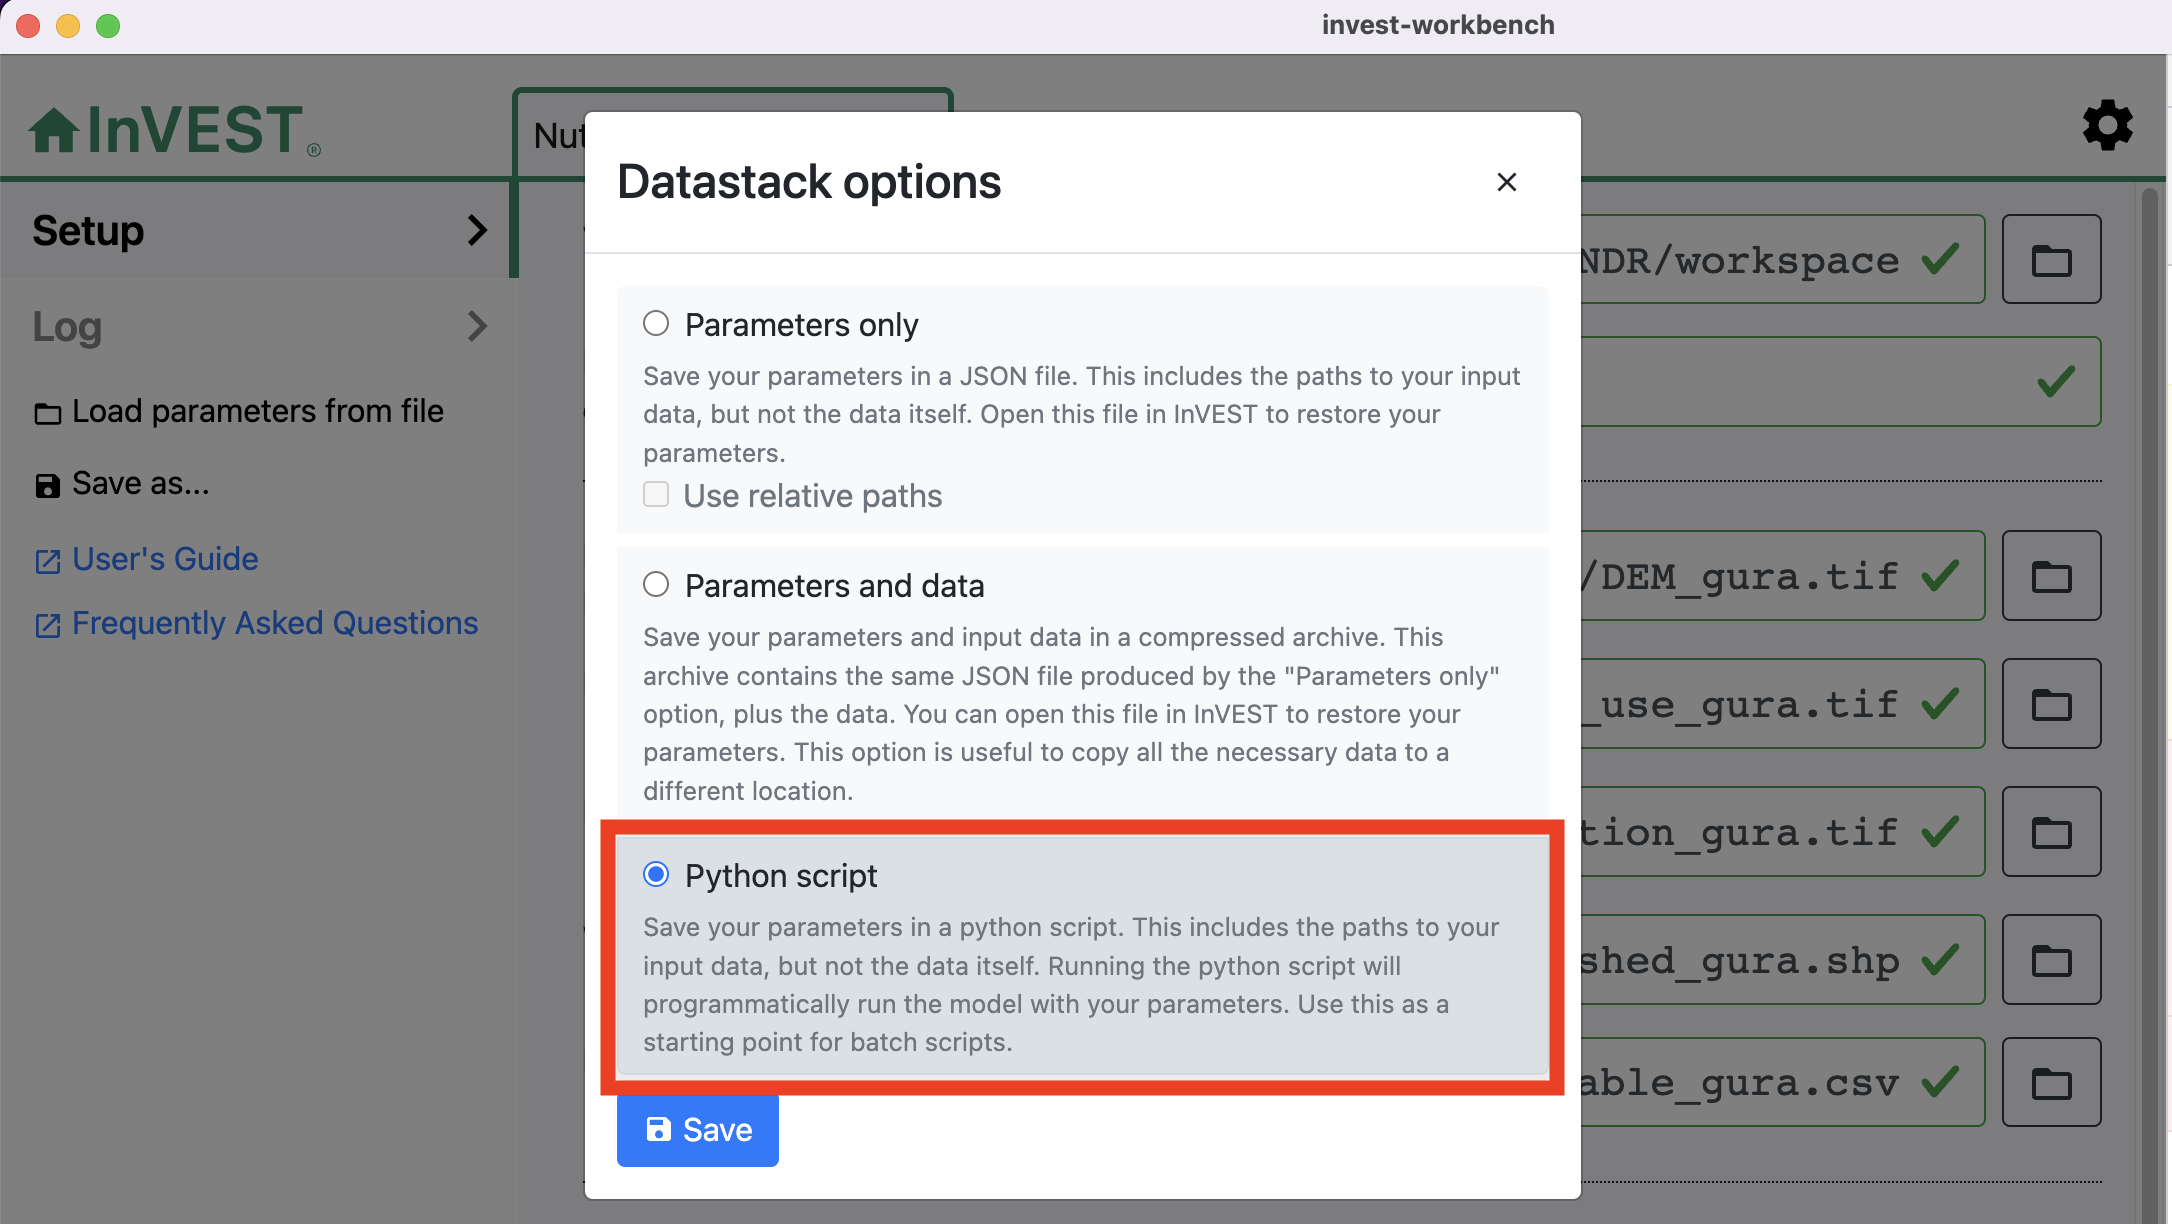 invest-workbench
InVEST®
Nut
Datastack options
Setup
Log
Load parameters from file
Save as...
User's Guide
Frequently Asked Questions
Parameters only
Save your parameters in a JSON file. This includes the paths to your input
data, but not the data itself. Open this file in InVEST to restore your
parameters.
Use relative paths
Parameters and data
Save your parameters and input data in a compressed archive. This
archive contains the same JSON file produced by the "Parameters only"
option, plus the data. You can open this file in InVEST to restore your
parameters. This option is useful to copy all the necessary data to a
different location.
Python script
Save your parameters in a python script. This includes the paths to your
input data, but not the data itself. Running the python script will
programmatically run the model with your parameters. Use this as a
starting point for batch scripts.
Save
NDR/workspace
/DEM_gura.tif
_use_gura.tif
tion_gura.tif
shed_gura.shp
able_gura.csv